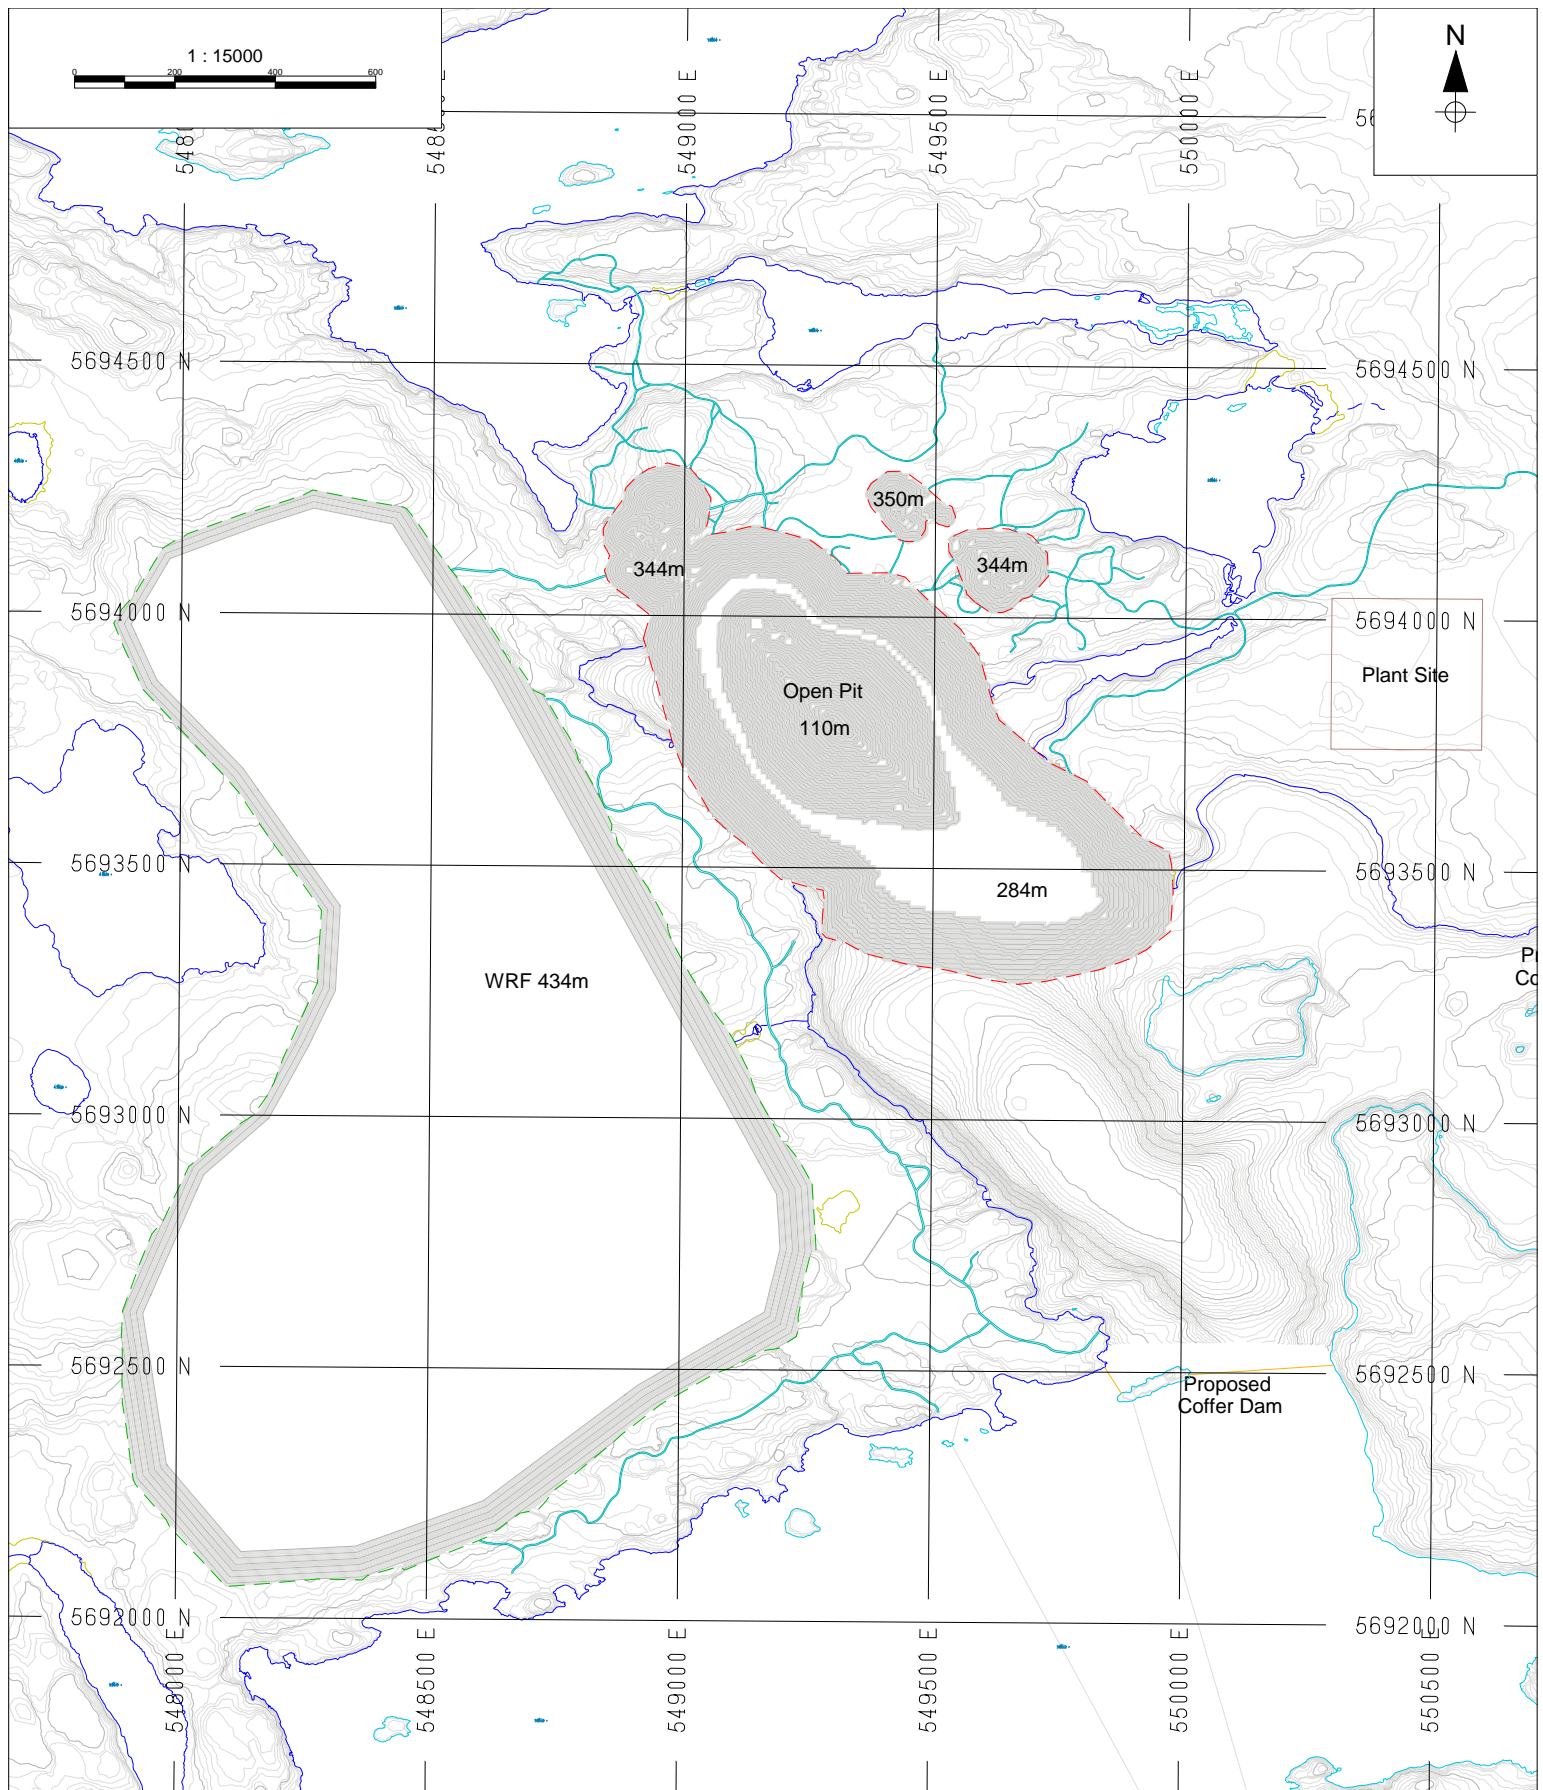 1 : 15000
0 200 400 600
N
549000 E
549500 E
550000 E
5694500 N
5694500 N
350m
344m
344m
5694000 N
5694000 N
Plant Site
Open Pit
110m
5693500 N
5693500 N
284m
WRF 434m
5693000 N
5693000 N
5692500 N
5692500 N
Proposed
Coffer Dam
5692000 N
5692000 N
548000 E
548500 E
549000 E
549500 E
550000 E
550500 E